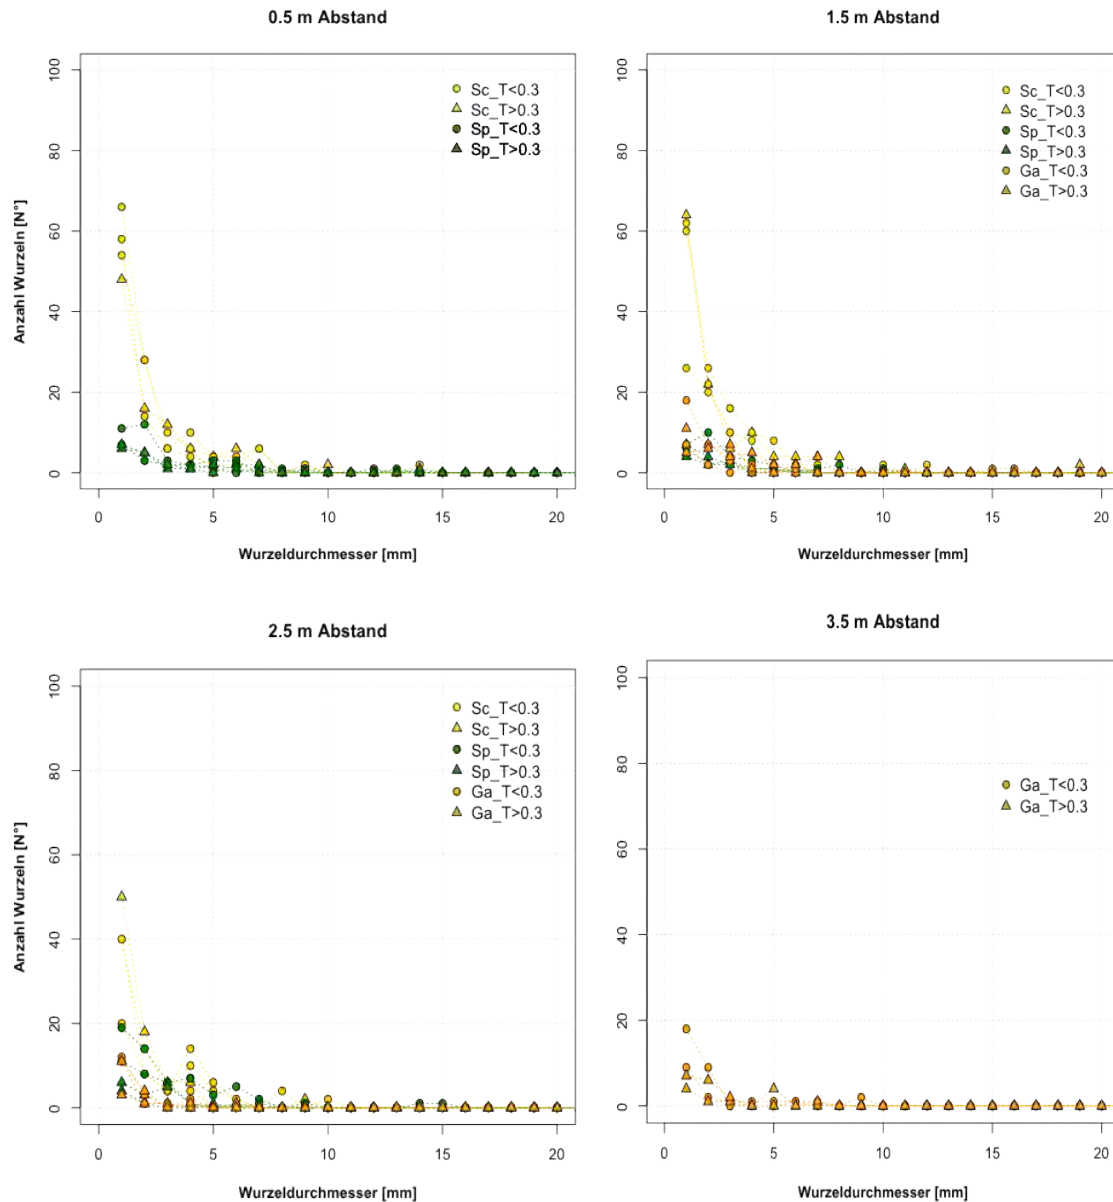 0.5 m Abstand
Anzahl Wurzeln [N°]
100
80
60
40
20
0
Sc_T<0.3
Sc_T>0.3
Sp_T<0.3
Sp_T>0.3
0 5 10 15 20
Wurzeldurchmesser [mm]
1.5 m Abstand
100
80
60
40
20
0
Sc_T<0.3
Sc_T>0.3
Sp_T<0.3
Sp_T>0.3
Ga_T<0.3
Ga_T>0.3
0 5 10 15 20
Wurzeldurchmesser [mm]
2.5 m Abstand
Anzahl Wurzeln [N°]
100
80
60
40
20
0
Sc_T<0.3
Sc_T>0.3
Sp_T<0.3
Sp_T>0.3
Ga_T<0.3
Ga_T>0.3
0 5 10 15 20
Wurzeldurchmesser [mm]
3.5 m Abstand
100
80
60
40
20
0
Ga_T<0.3
Ga_T>0.3
0 5 10 15 20
Wurzeldurchmesser [mm]